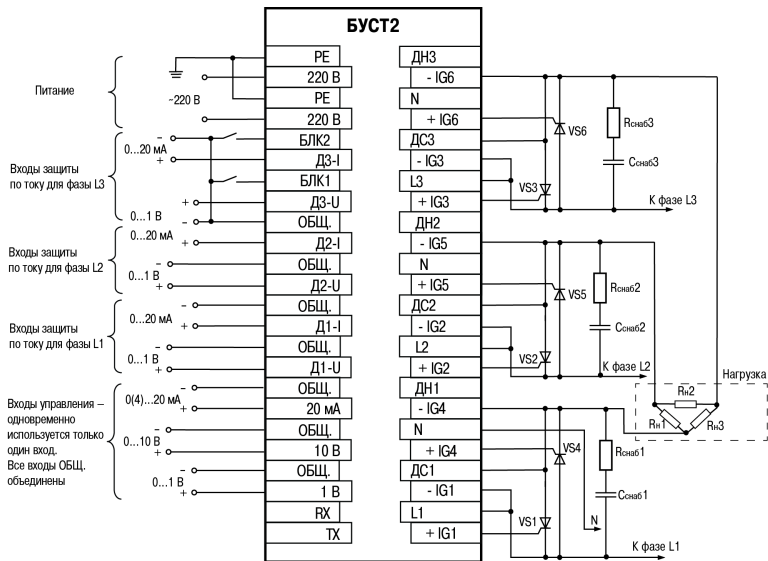 БУСТ2
Питание
~220 В
Входы защиты
по току для фазы L3
–
0...20 мА
+
+
0...1 В
–
Входы защиты
по току для фазы L2
0...20 мА
+
–
0...1 В
+
Входы защиты
по току для фазы L1
–
0...20 мА
+
–
0...1 В
+
Входы управления –
одновременно
используется только
один вход.
Все входы ОБЩ.
объединены
–
0(4)...20 мА
+
–
0...10 В
+
–
0...1 В
+
PE
220 В
PE
220 В
БЛК2
Д3-I
БЛК1
Д3-U
ОБЩ.
Д2-I
ОБЩ.
Д2-U
ОБЩ.
Д1-I
ОБЩ.
Д1-U
ОБЩ.
20 мА
ОБЩ.
10 В
ОБЩ.
1 В
RX
TX
ДН3
- IG6
N
+ IG6
ДС3
- IG3
L3
+ IG3
ДН2
- IG5
N
+ IG5
ДС2
- IG2
L2
+ IG2
ДН1
- IG4
N
+ IG4
ДС1
- IG1
L1
+ IG1
VS6
VS3
Rснаб3
Cснаб3
К фазе L3
VS5
VS2
Rснаб2
Cснаб2
К фазе L2
Нагрузка
Rн2
Rн1
Rн3
VS4
VS1
Rснаб1
Cснаб1
N
К фазе L1